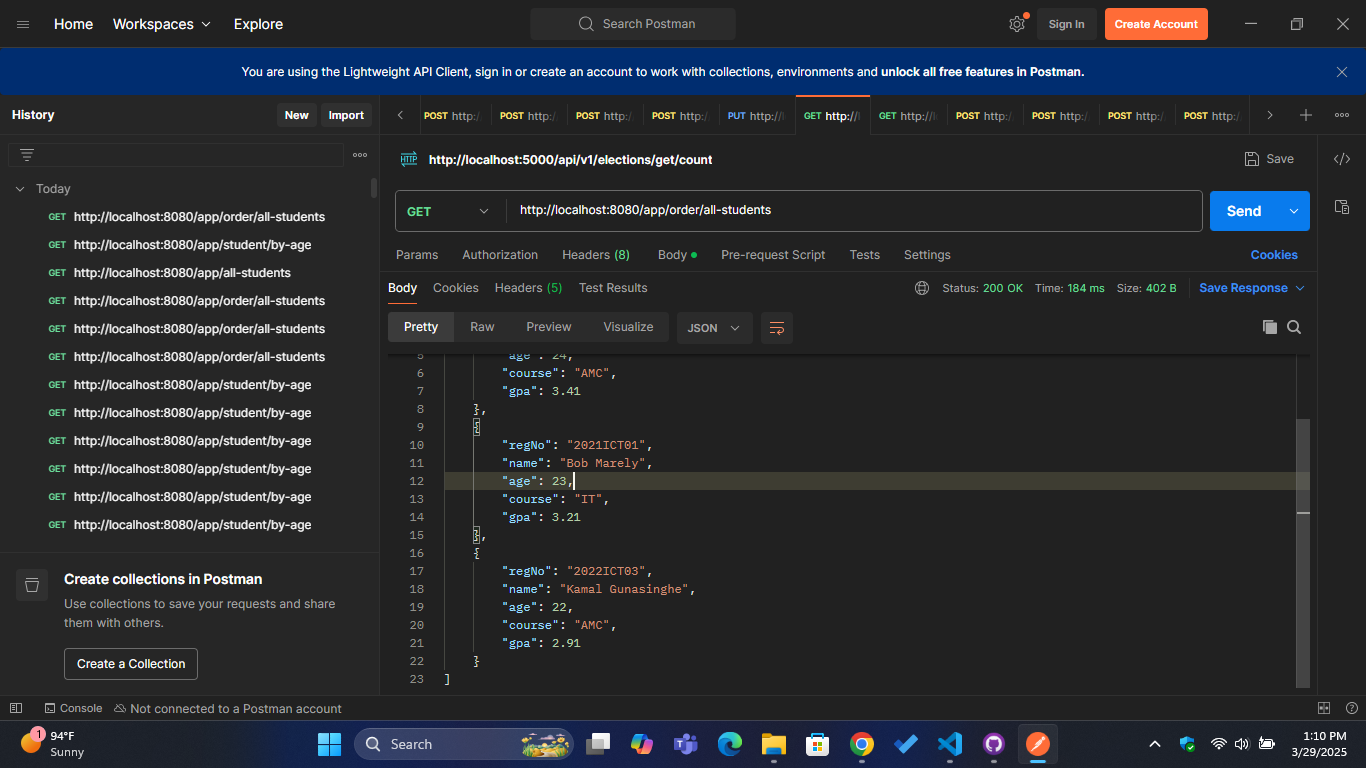 Home Workspaces Explore Search Postman Sign In Create Account
You are using the Lightweight API Client, sign in or create an account to work with collections, environments and unlock all free features in Postman.
History New Import
POST http:/ POST http:/ POST http:/ POST http:/ PUT http:// GET http:// GET http:// POST http:/ POST http:/ POST http:/ POST http:/
HTTP http://localhost:5000/api/v1/elections/get/count Save
Today
GET http://localhost:8080/app/order/all-students
GET http://localhost:8080/app/student/by-age
GET http://localhost:8080/app/all-students
GET http://localhost:8080/app/order/all-students
GET http://localhost:8080/app/order/all-students
GET http://localhost:8080/app/order/all-students
GET http://localhost:8080/app/student/by-age
GET http://localhost:8080/app/student/by-age
GET http://localhost:8080/app/student/by-age
GET http://localhost:8080/app/student/by-age
GET http://localhost:8080/app/student/by-age
GET http://localhost:8080/app/student/by-age
Create collections in Postman
Use collections to save your requests and share
them with others.
Create a Collection
GET http://localhost:8080/app/order/all-students Send
Params Authorization Headers (8) Body Pre-request Script Tests Settings Cookies
Body Cookies Headers (5) Test Results Status: 200 OK Time: 184 ms Size: 402 B Save Response
Pretty Raw Preview Visualize JSON
5 "age": 24,
6 "course": "AMC",
7 "gpa": 3.41
8 },
9 {
10 "regNo": "2021ICT01",
11 "name": "Bob Marely",
12 "age": 23,
13 "course": "IT",
14 "gpa": 3.21
15 },
16 {
17 "regNo": "2022ICT03",
18 "name": "Kamal Gunasinghe",
19 "age": 22,
20 "course": "AMC",
21 "gpa": 2.91
22 }
23 ]
Console Not connected to a Postman account
1 94°F
Sunny
Search
1:10 PM
3/29/2025